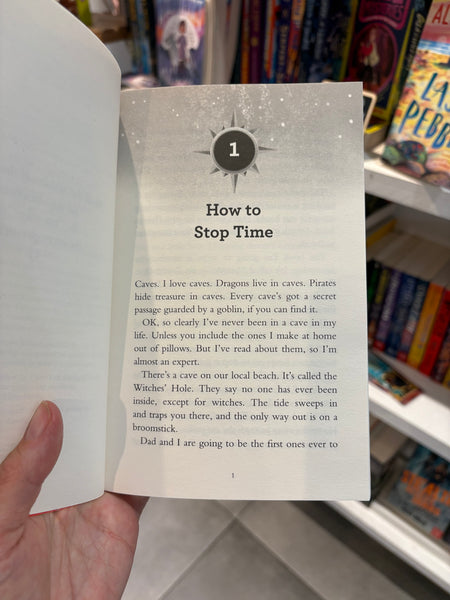 1
How to
Stop Time
Caves. I love caves. Dragons live in caves. Pirates
hide treasure in caves. Every cave's got a secret
passage guarded by a goblin, if you can find it.
OK, so clearly I've never been in a cave in my
life. Unless you include the ones I make at home
out of pillows. But I've read about them, so I'm
almost an expert.
There's a cave on our local beach. It's called the
Witches' Hole. They say no one has ever been
inside, except for witches. The tide sweeps in
and traps you there, and the only way out is on a
broomstick.
Dad and I are going to be the first ones ever to
1
AL
LAS
PEBB